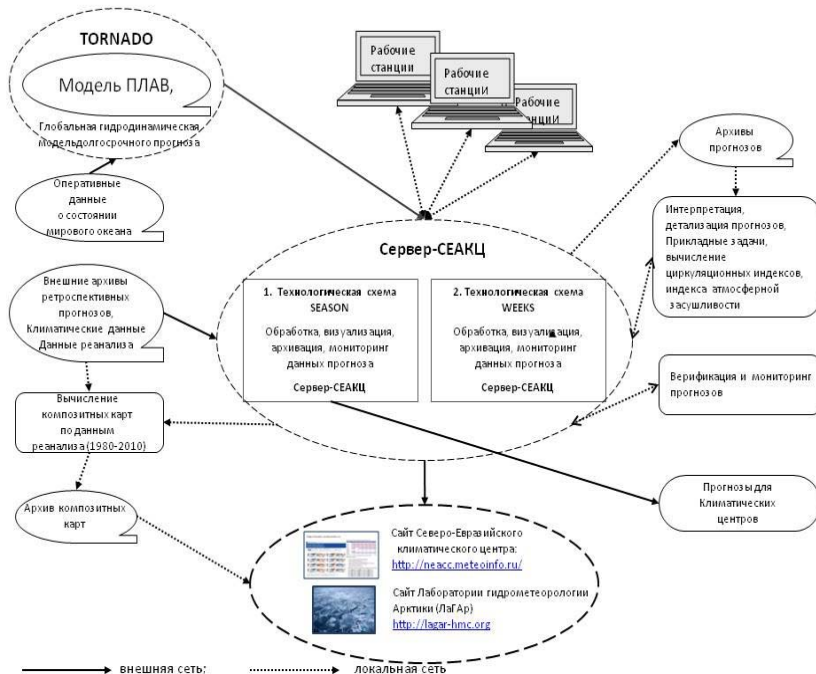 TORNADO
Модель ПЛАВ,
Глобальная гидродинамическая
модельдолгосрочного прогноза
Оперативные
данные
о состоянии
мирового океана
Рабочие
станции
Рабочие
станциИ
Рабочие
станциИ
Архивы
прогнозов
Интерпретация,
детализация прогнозов,
Прикладные задачи,
вычисление
циркуляционных индексов,
индекса атмосферной
засушливости
Сервер-СЕАКЦ
1. Технологическая схема
SEASON
Обработка, визуализация,
архивация, мониторинг
данных прогноза
Сервер-СЕАКЦ
2. Технологическая схема
WEEKS
Обработка, визуализация,
архивация, мониторинг
данных прогноза
Сервер-СЕАКЦ
Внешние архивы
ретроспективных
прогнозов,
Климатические данные
Данные реанализа
Вычисление
композитных карт
по данным
реанализа (1980-2010)
Архив композитных
карт
Верификация и мониторинг
прогнозов
Прогнозы для
Климатических
центров
Сайт Северо-Евразийского
климатического центра:
http://neacc.meteoinfo.ru/
Сайт Лаборатории гидрометеорологии
Арктики (ЛаГАр)
http://lagar-hmc.org
внешняя сеть; локальная сеть